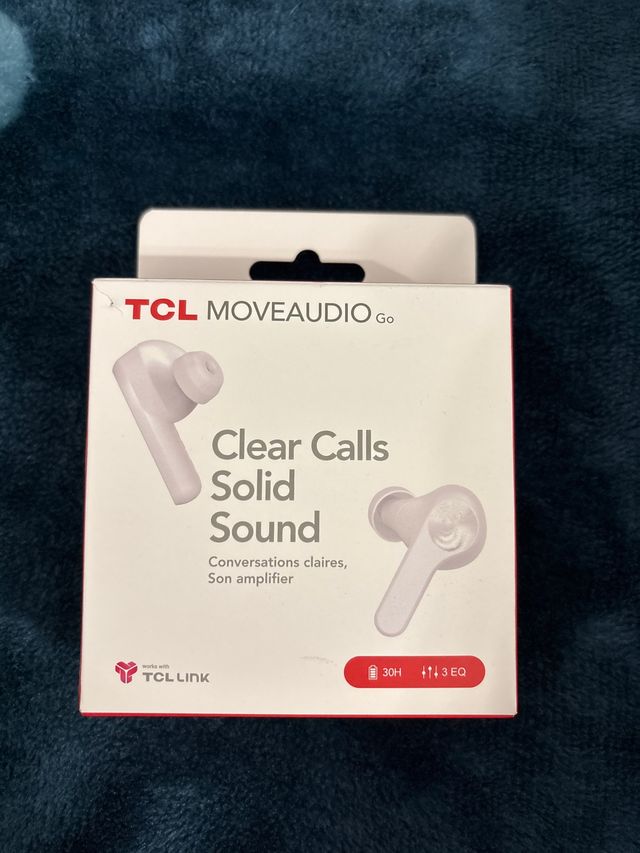 TCL MOVEAUDIO Go
Clear Calls
Solid
Sound
Conversations claires,
Son amplifier
works with
TCL LINK
30H 3 EQ